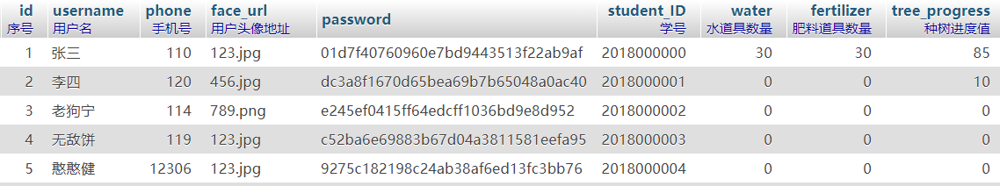 id username phone face_url password student_ID water fertilizer tree_progress
序号 用户名 手机号 用户头像地址 学号 水道具数量 肥料道具数量 种树进度值
1 张三 110 123.jpg 01d7f40760960e7bd9443513f22ab9af 2018000000 30 30 85
2 李四 120 456.jpg dc3a8f1670d65bea69b7b65048a0ac40 2018000001 0 0 10
3 老狗宁 114 789.png e245ef0415ff64edcff1036bd9e8d952 2018000002 0 0 0
4 无敌饼 119 123.jpg c52ba6e69883b67d04a3811581eefa95 2018000003 0 0 0
5 憨憨健 12306 123.jpg 9275c182198c24ab38af6ed13fc3bb76 2018000004 0 0 0